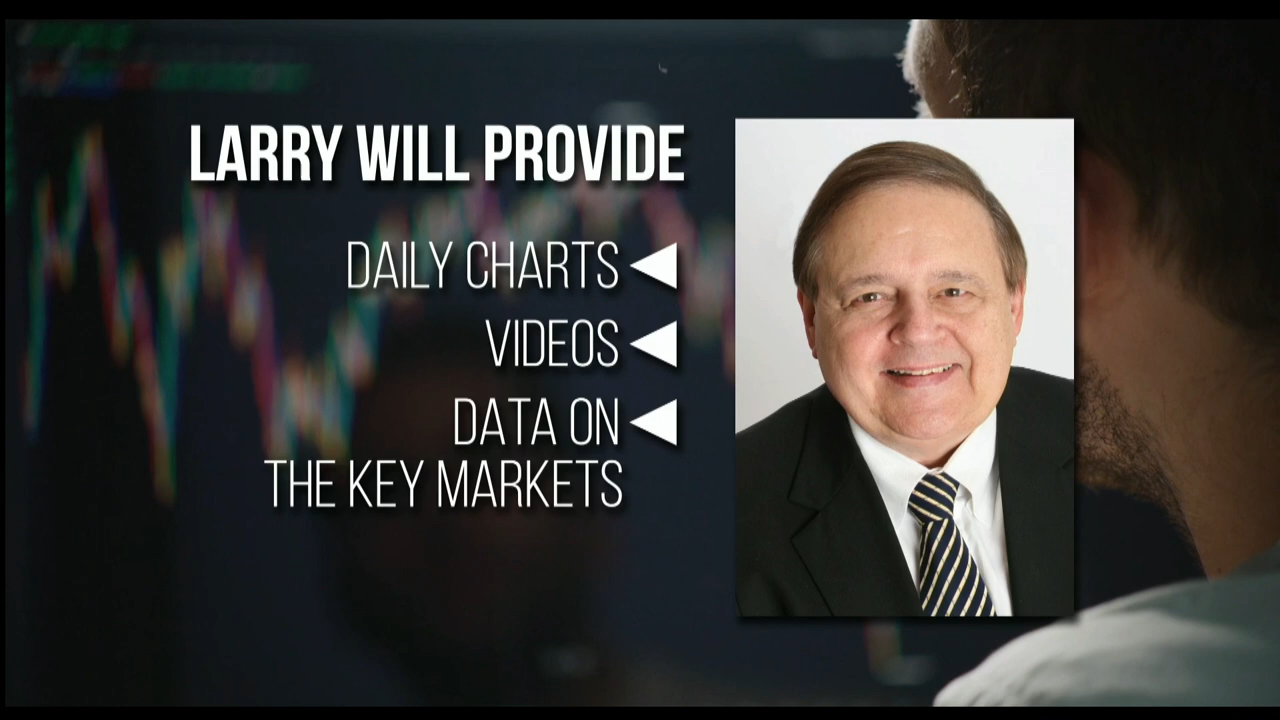 LARRY WILL PROVIDE
DAILY CHARTS
VIDEOS
DATA ON
THE KEY MARKETS